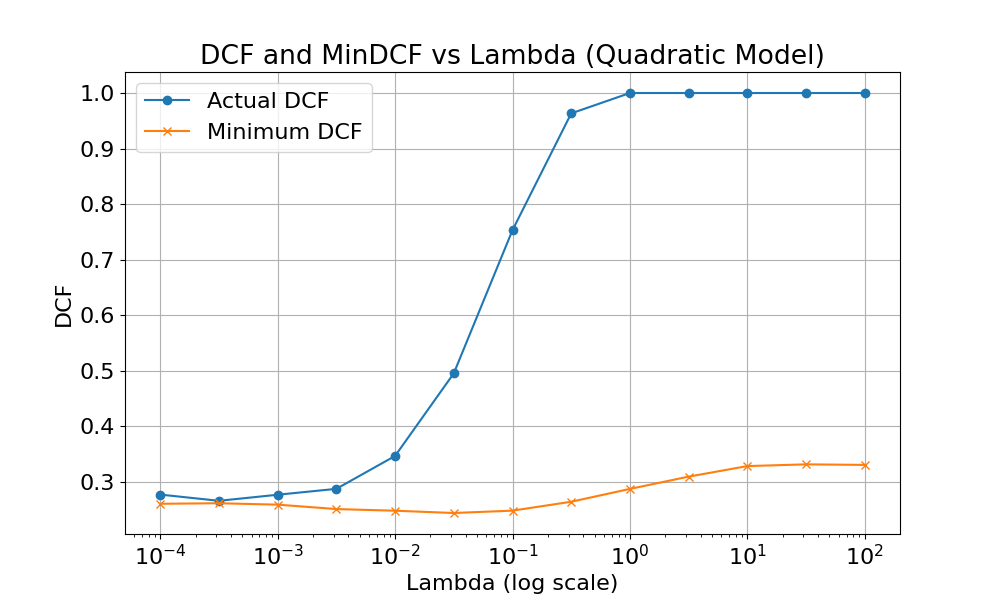 DCF and MinDCF vs Lambda (Quadratic Model)
Actual DCF
Minimum DCF
DCF
1.0
0.9
0.8
0.7
0.6
0.5
0.4
0.3
10⁻⁴ 10⁻³ 10⁻² 10⁻¹ 10⁰ 10¹ 10²
Lambda (log scale)